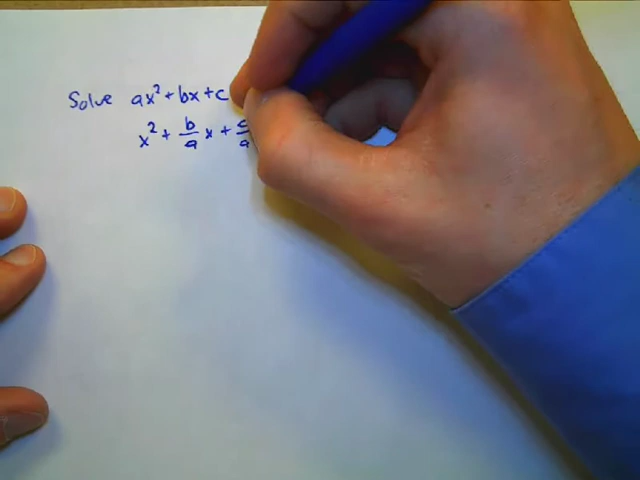 Solve ax² + bx + c
x² + b/a x + c/a